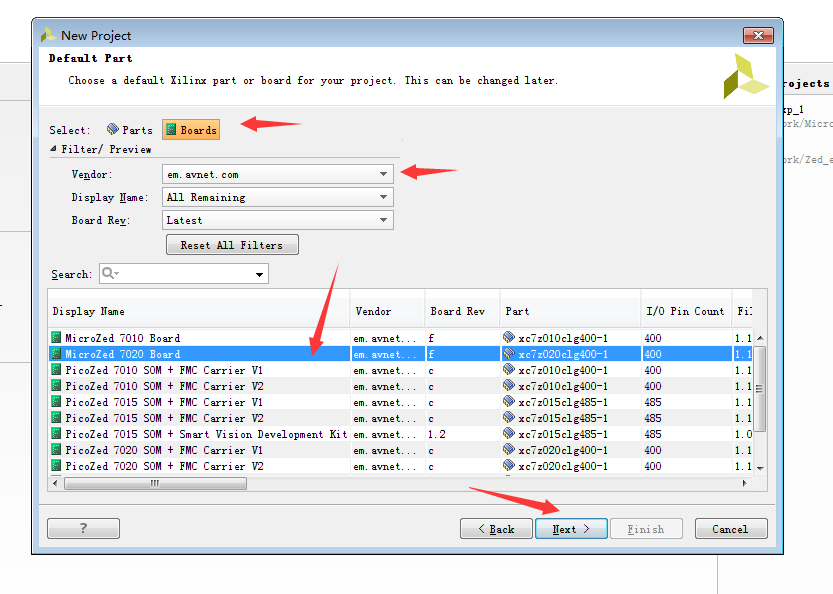 New Project
Default Part
Choose a default Xilinx part or board for your project. This can be changed later.
rojects
Select: Parts Boards
xp_1
ork/Micro
Filter/ Preview
ork/Zed_e
Vendor: em.avnet.com
Display Name: All Remaining
Board Rev: Latest
Reset All Filters
Search:
Display Name Vendor Board Rev Part I/O Pin Count Fil
MicroZed 7010 Board em.avnet... f xc7z010clg400-1 400 1.1
MicroZed 7020 Board em.avnet... f xc7z020clg400-1 400 1.1
PicoZed 7010 SOM + FMC Carrier V1 em.avnet... c xc7z010clg400-1 400 1.1
PicoZed 7010 SOM + FMC Carrier V2 em.avnet... c xc7z010clg400-1 400 1.1
PicoZed 7015 SOM + FMC Carrier V1 em.avnet... c xc7z015clg485-1 485 1.1
PicoZed 7015 SOM + FMC Carrier V2 em.avnet... c xc7z015clg485-1 485 1.1
PicoZed 7015 SOM + Smart Vision Development Kit em.avnet... 1.2 xc7z015clg485-1 485 1.0
PicoZed 7020 SOM + FMC Carrier V1 em.avnet... c xc7z020clg400-1 400 1.1
PicoZed 7020 SOM + FMC Carrier V2 em.avnet... c xc7z020clg400-1 400 1.1
? < Back Next > Finish Cancel